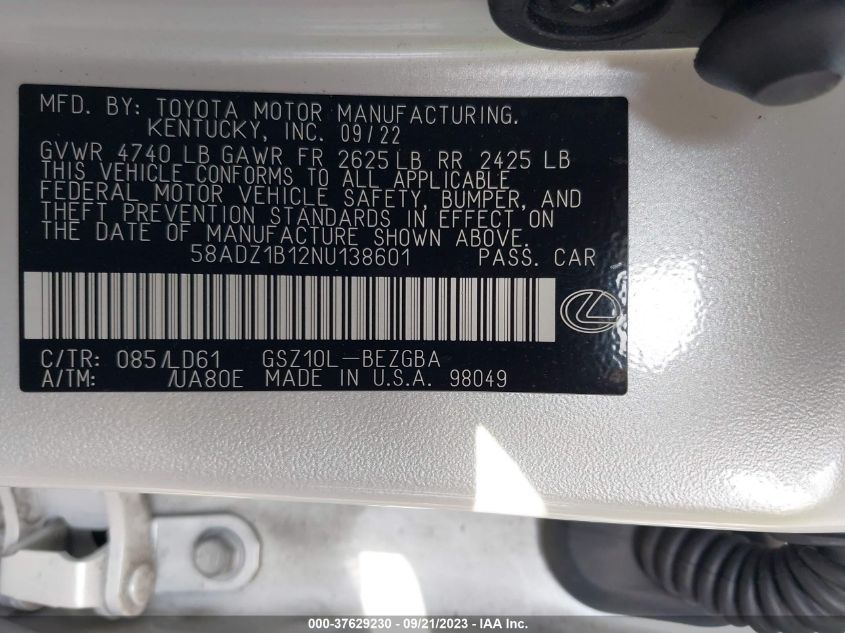 MFD. BY: TOYOTA MOTOR MANUFACTURING.
KENTUCKY, INC. 09/22
GVWR 4740 LB GAWR FR 2625 LB RR 2425 LB
THIS VEHICLE CONFORMS TO ALL APPLICABLE
FEDERAL MOTOR VEHICLE SAFETY, BUMPER, AND
THEFT PREVENTION STANDARDS IN EFFECT ON
THE DATE OF MANUFACTURE SHOWN ABOVE.
58ADZ1B12NU138601 PASS. CAR
C/TR: 085/LD61 GSZ10L-BEZGBA
A/TM: /UA80E MADE IN U.S.A. 98049
000-37629230 - 09/21/2023 - IAA Inc.